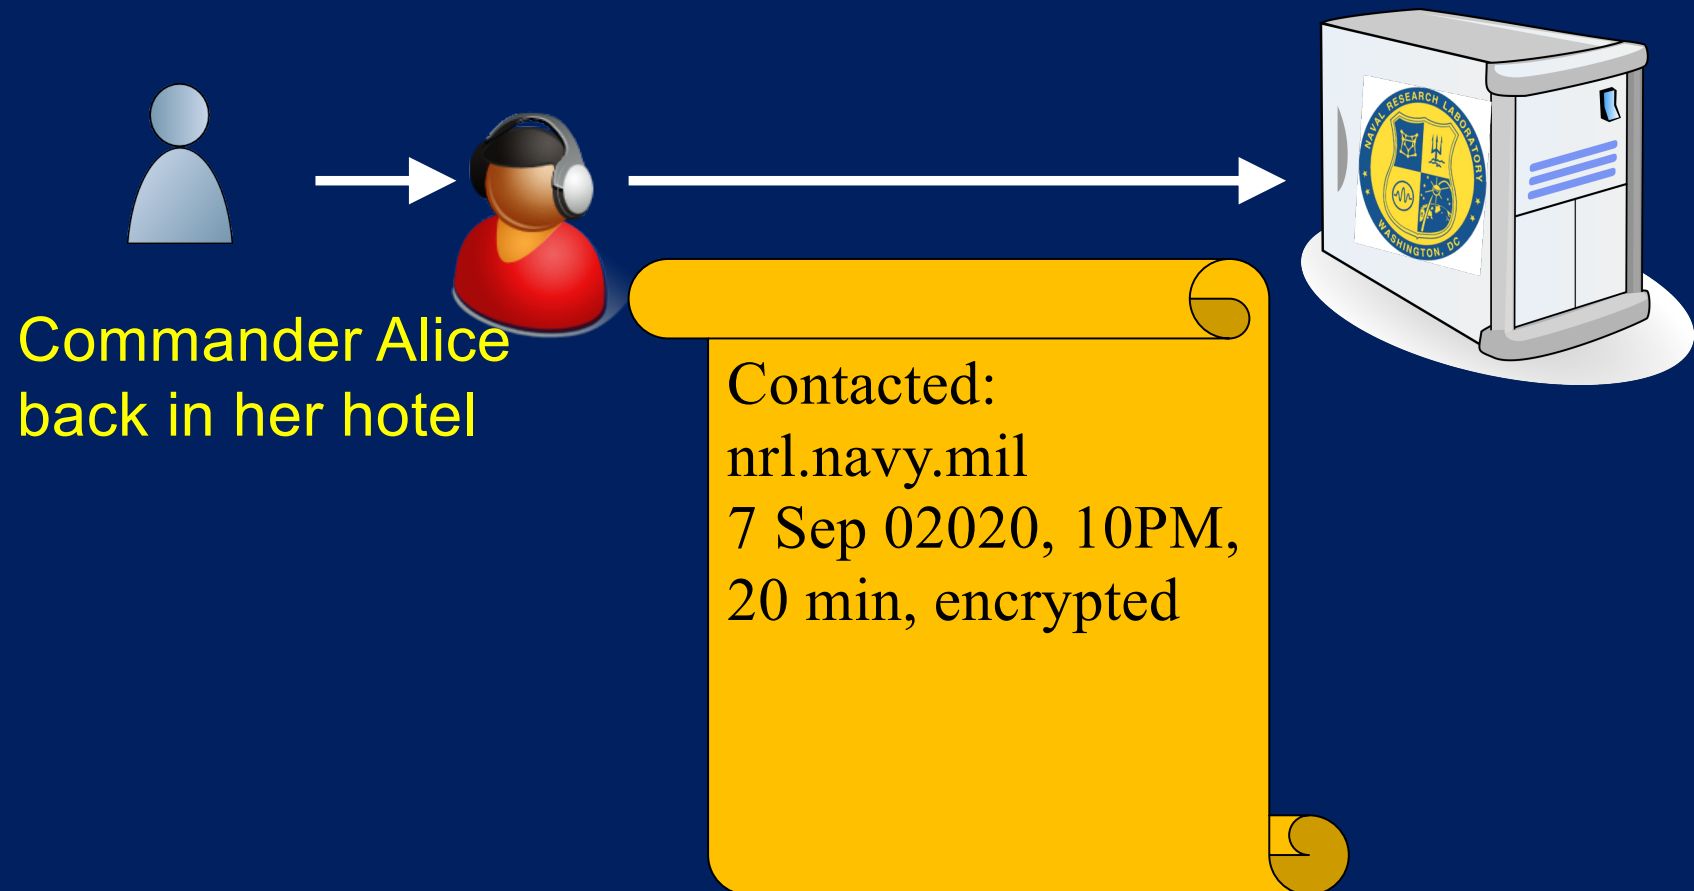 NAVAL RESEARCH LABORATORY
WASHINGTON, DC
Commander Alice
back in her hotel
Contacted:
nrl.navy.mil
7 Sep 02020, 10PM,
20 min, encrypted